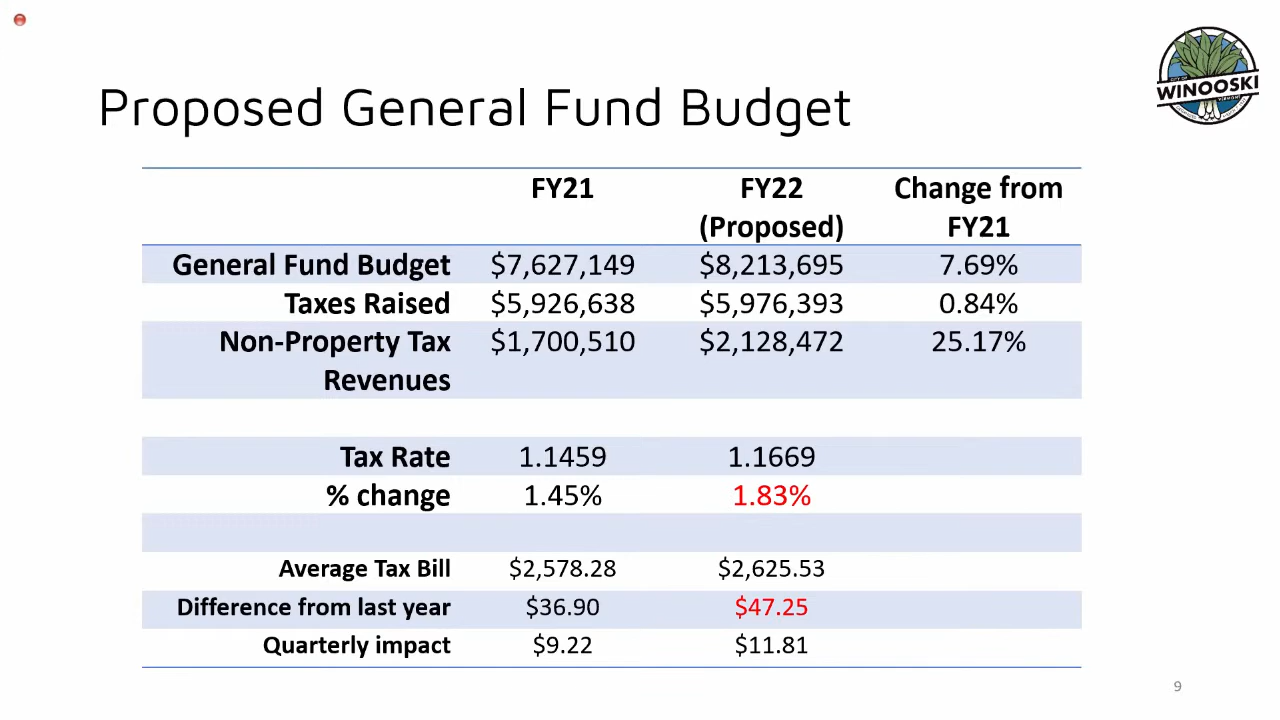 CITY OF
WINOOSKI
VERMONT
Proposed General Fund Budget
FY21 FY22 Change from
(Proposed) FY21
General Fund Budget $7,627,149 $8,213,695 7.69%
Taxes Raised $5,926,638 $5,976,393 0.84%
Non-Property Tax $1,700,510 $2,128,472 25.17%
Revenues
Tax Rate 1.1459 1.1669
% change 1.45% 1.83%
Average Tax Bill $2,578.28 $2,625.53
Difference from last year $36.90 $47.25
Quarterly impact $9.22 $11.81
9